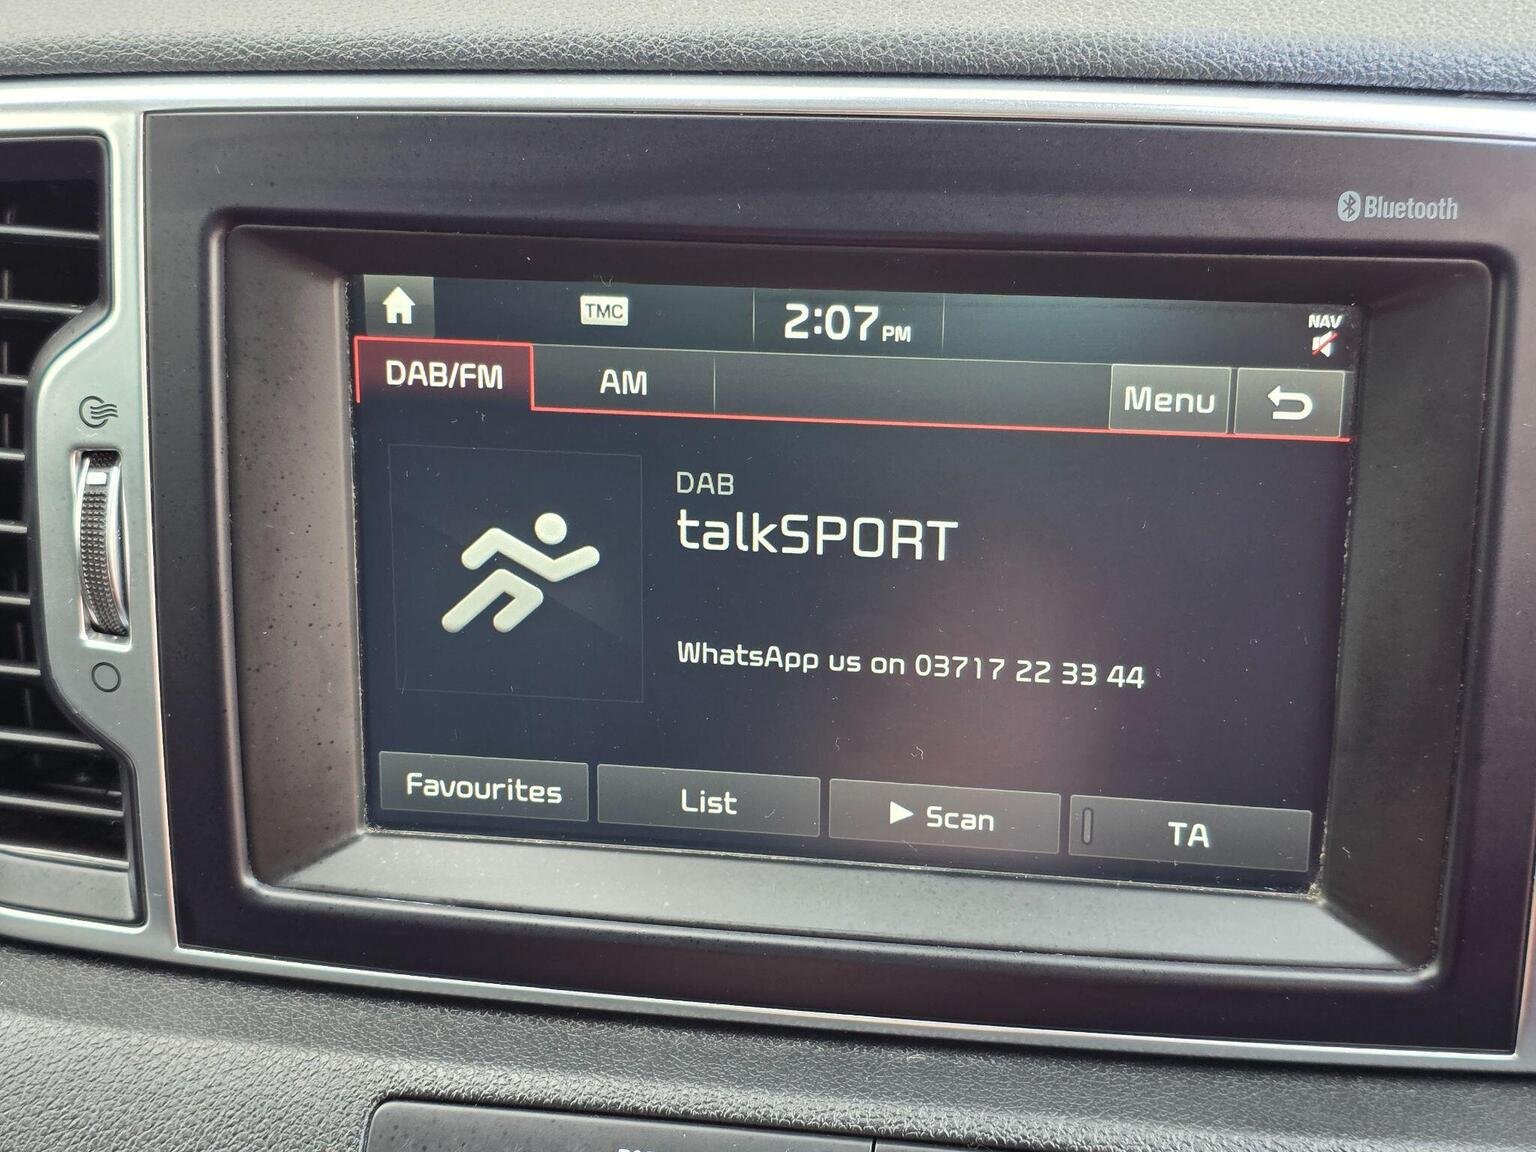 Bluetooth
TMC
2:07 PM
NAV
DAB/FM
AM
Menu
DAB
talkSPORT
WhatsApp us on 03717 22 33 44
Favourites
List
Scan
TA